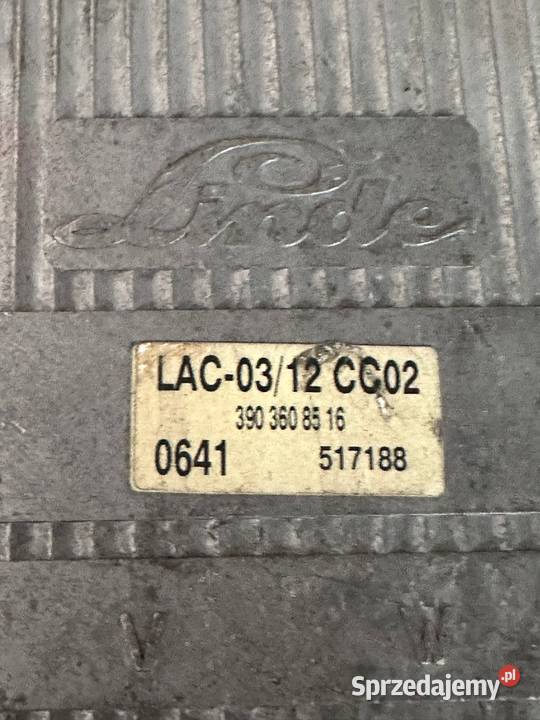 Linde
LAC-03/12 CC02
390 360 85 16
0641 517188
V W
Sprzedajemy.pl